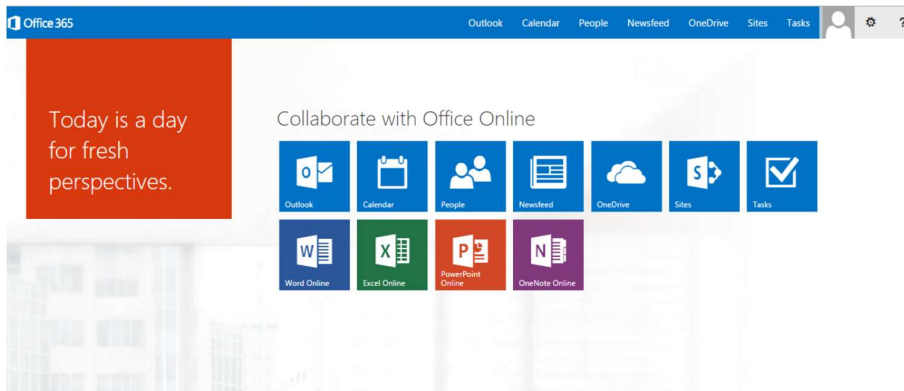 Office 365
Outlook Calendar People Newsfeed OneDrive Sites Tasks ?
Today is a day
for fresh
perspectives.
Collaborate with Office Online
Outlook Calendar People Newsfeed OneDrive Sites Tasks
Word Online Excel Online PowerPoint
Online OneNote Online